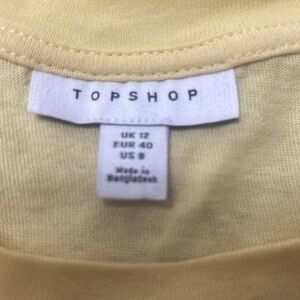 TOPSHOP
UK 12
EUR 40
US 8
Made in
Bangladesh